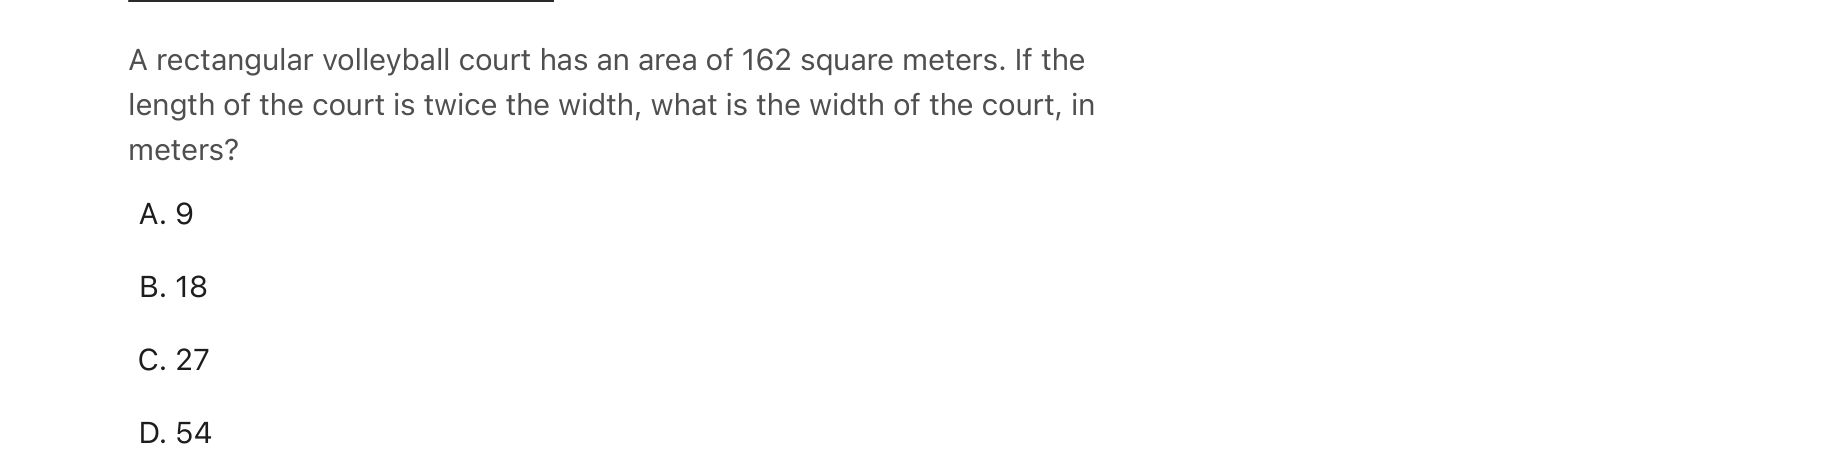 A rectangular volleyball court has an area of 162 square meters. If the
length of the court is twice the width, what is the width of the court, in
meters?
A. 9
B. 18
C. 27
D. 54